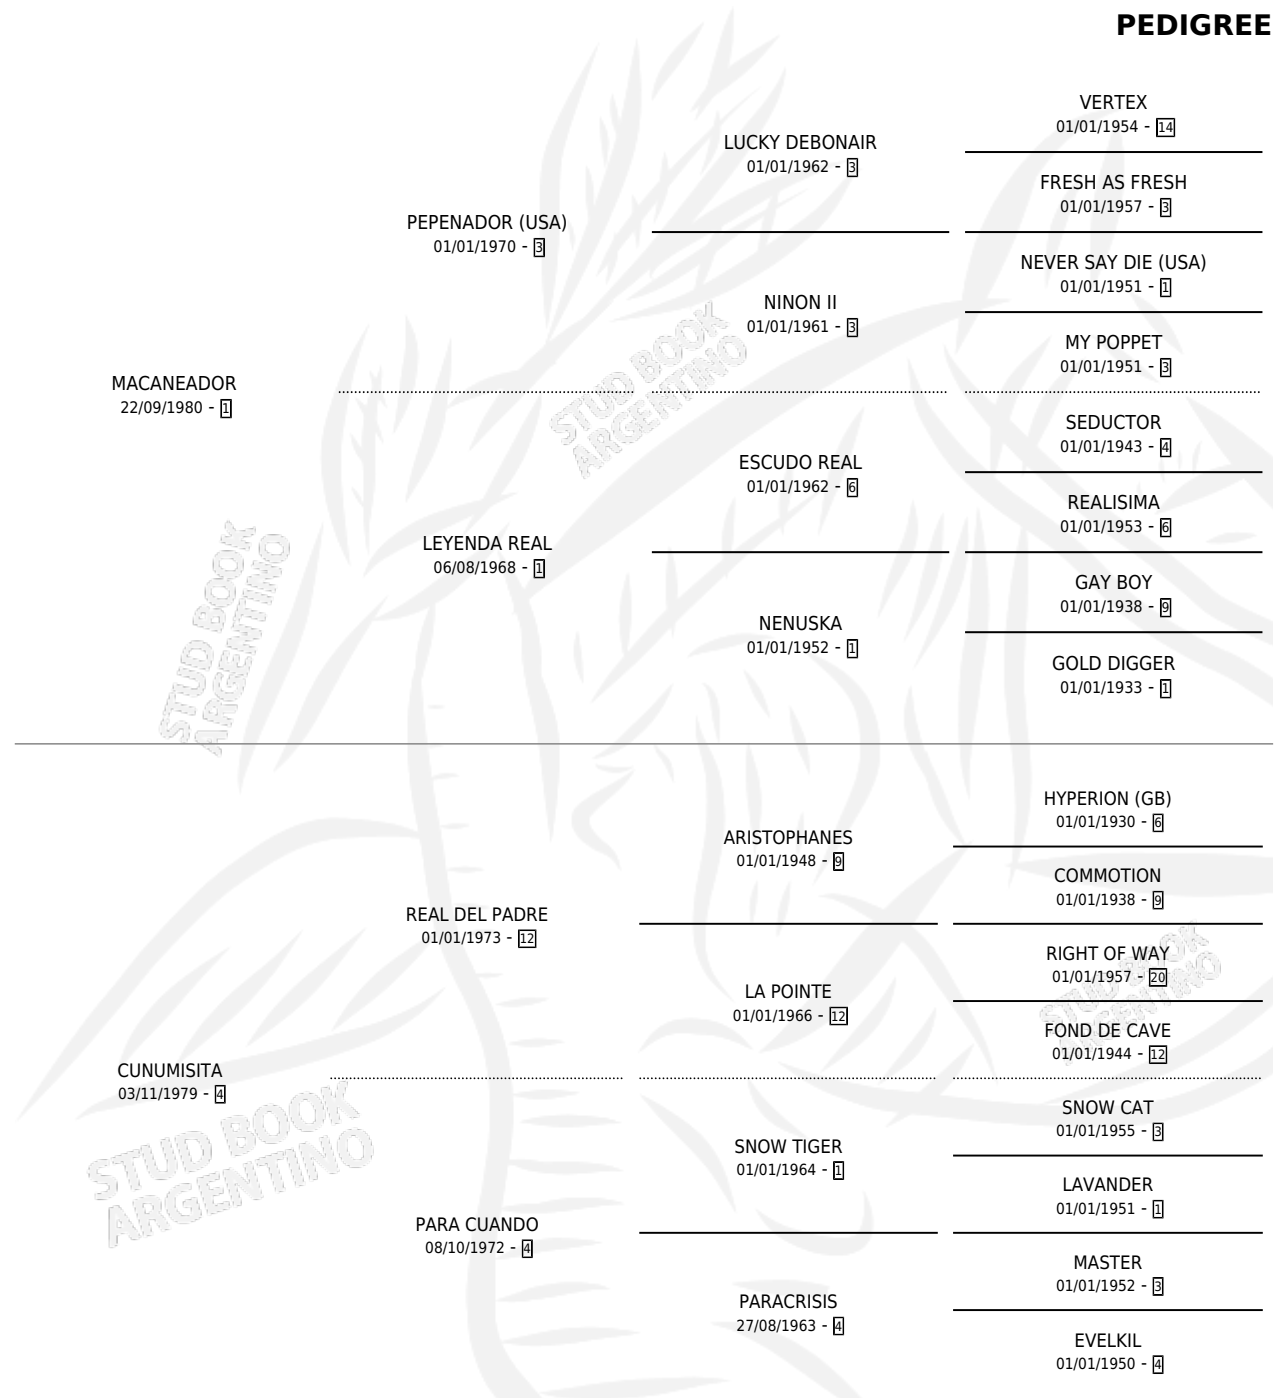 PEDIGREE
VERTEX
01/01/1954 - 14
LUCKY DEBONAIR
01/01/1962 - 3
FRESH AS FRESH
01/01/1957 - 3
PEPENADOR (USA)
01/01/1970 - 3
NEVER SAY DIE (USA)
01/01/1951 - 1
NINON II
01/01/1961 - 3
MY POPPET
01/01/1951 - 3
MACANEADOR
22/09/1980 - 1
SEDUCTOR
01/01/1943 - 4
ESCUDO REAL
01/01/1962 - 6
REALISIMA
01/01/1953 - 6
LEYENDA REAL
06/08/1968 - 1
GAY BOY
01/01/1938 - 9
NENUSKA
01/01/1952 - 1
GOLD DIGGER
01/01/1933 - 1
STUD BOOK
ARGENTINO
STUD BOOK
ARGENTINO
HYPERION (GB)
01/01/1930 - 6
ARISTOPHANES
01/01/1948 - 9
COMMOTION
01/01/1938 - 9
REAL DEL PADRE
01/01/1973 - 12
RIGHT OF WAY
01/01/1957 - 20
LA POINTE
01/01/1966 - 12
FOND DE CAVE
01/01/1944 - 12
CUNUMISITA
03/11/1979 - 4
SNOW CAT
01/01/1955 - 3
SNOW TIGER
01/01/1964 - 1
LAVANDER
01/01/1951 - 1
PARA CUANDO
08/10/1972 - 4
MASTER
01/01/1952 - 3
PARACRISIS
27/08/1963 - 4
EVELKIL
01/01/1950 - 4
STUD BOOK
ARGENTINO
STUD BOOK
ARGENTINO